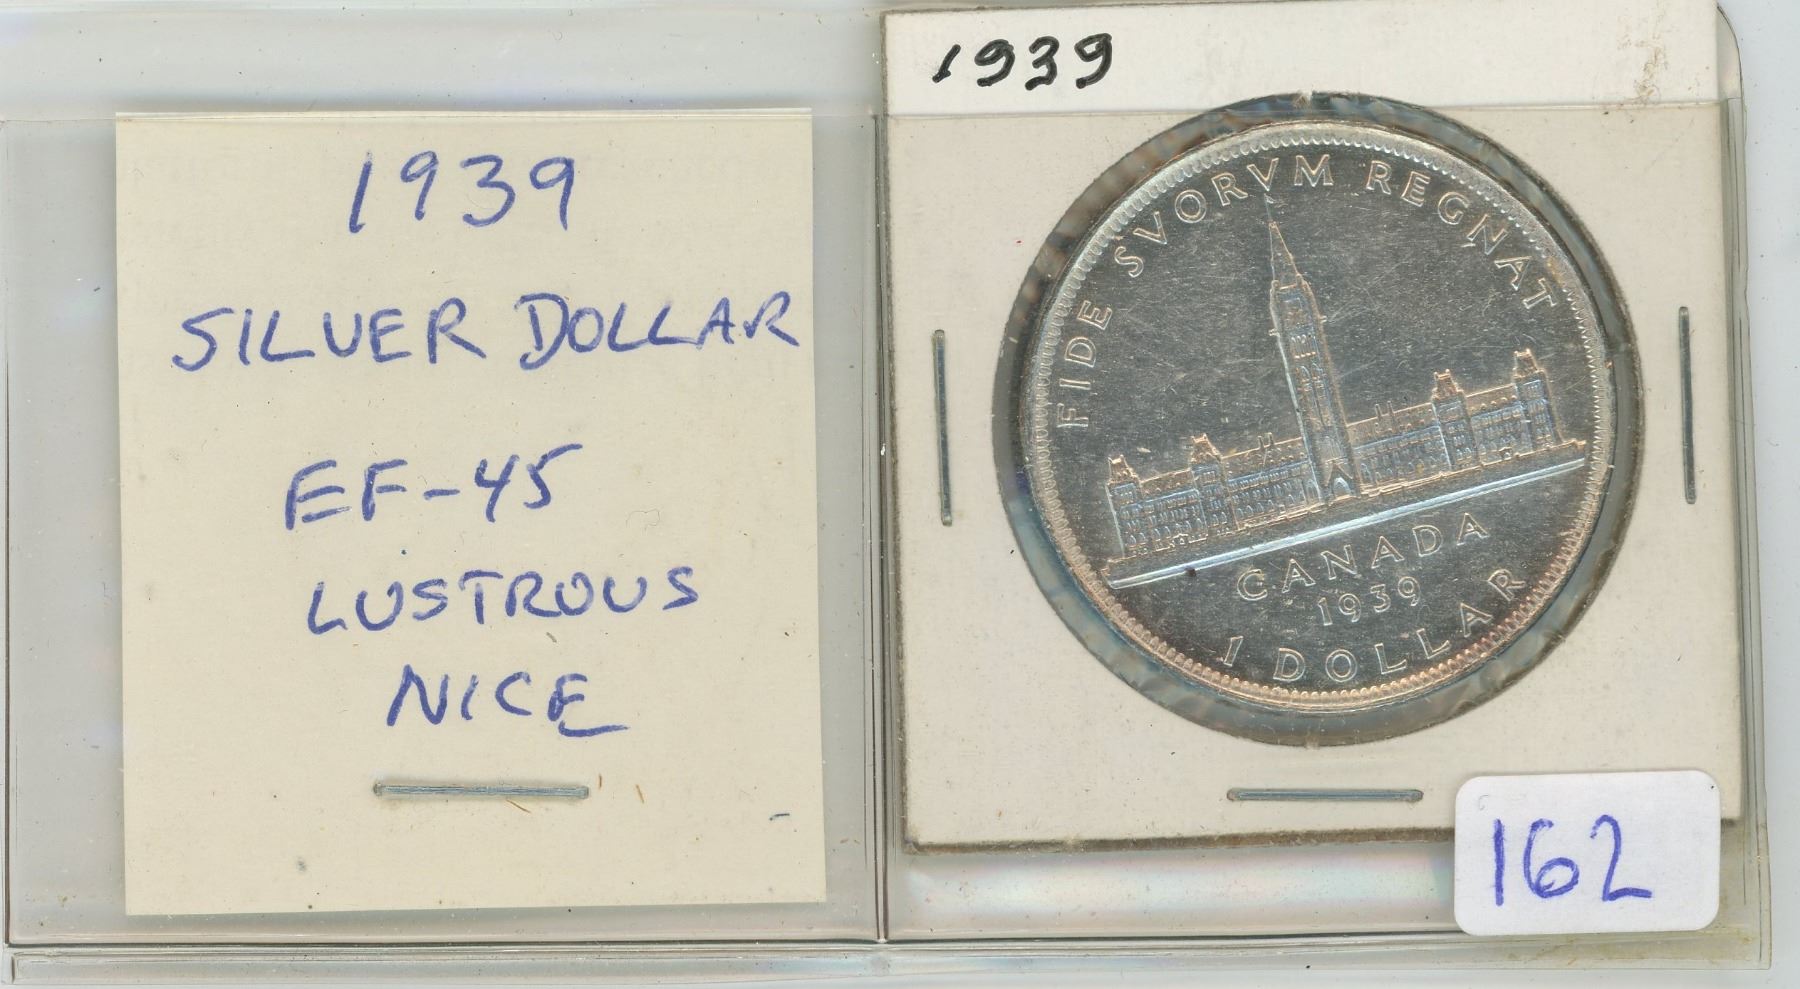 1939
SILVER DOLLAR
EF-45
LUSTROUS
NICE
1939
FIDE SVORVM REGNAT
CANADA
1939
1 DOLLAR
162